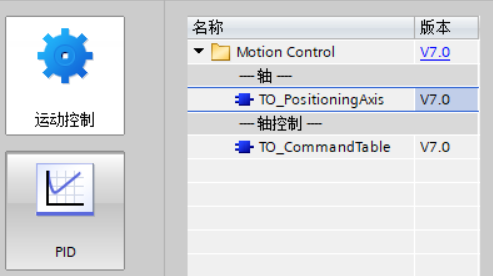 名称 版本
Motion Control V7.0
— 轴 —
TO_PositioningAxis V7.0
— 轴控制 —
TO_CommandTable V7.0
运动控制
PID